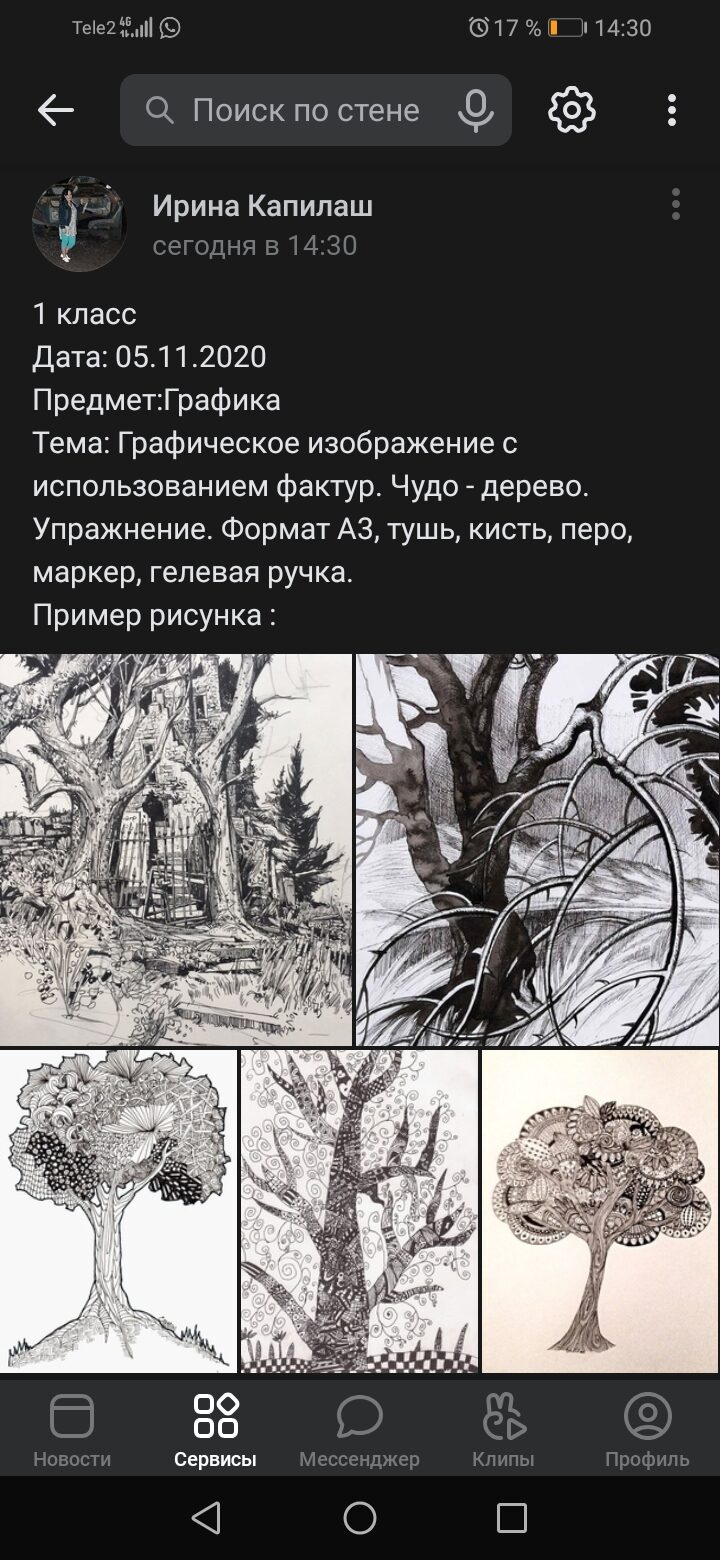 Tele2 4G 17 % 14:30
Поиск по стене
Ирина Капилаш
сегодня в 14:30
1 класс
Дата: 05.11.2020
Предмет:Графика
Тема: Графическое изображение с
использованием фактур. Чудо - дерево.
Упражнение. Формат А3, тушь, кисть, перо,
маркер, гелевая ручка.
Пример рисунка :
Новости Сервисы Мессенджер Клипы Профиль